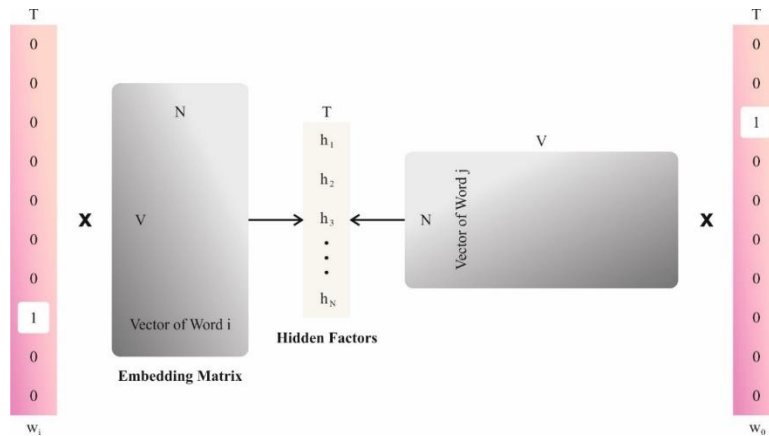 T
0
0
0
0
0
0
0
1
0
0
wᵢ
x
N
V
Vector of Word i
Embedding Matrix
T
h₁
h₂
h₃
hN
Hidden Factors
V
N
Vector of Word j
x
T
0
0
1
0
0
0
0
0
0
0
w₀